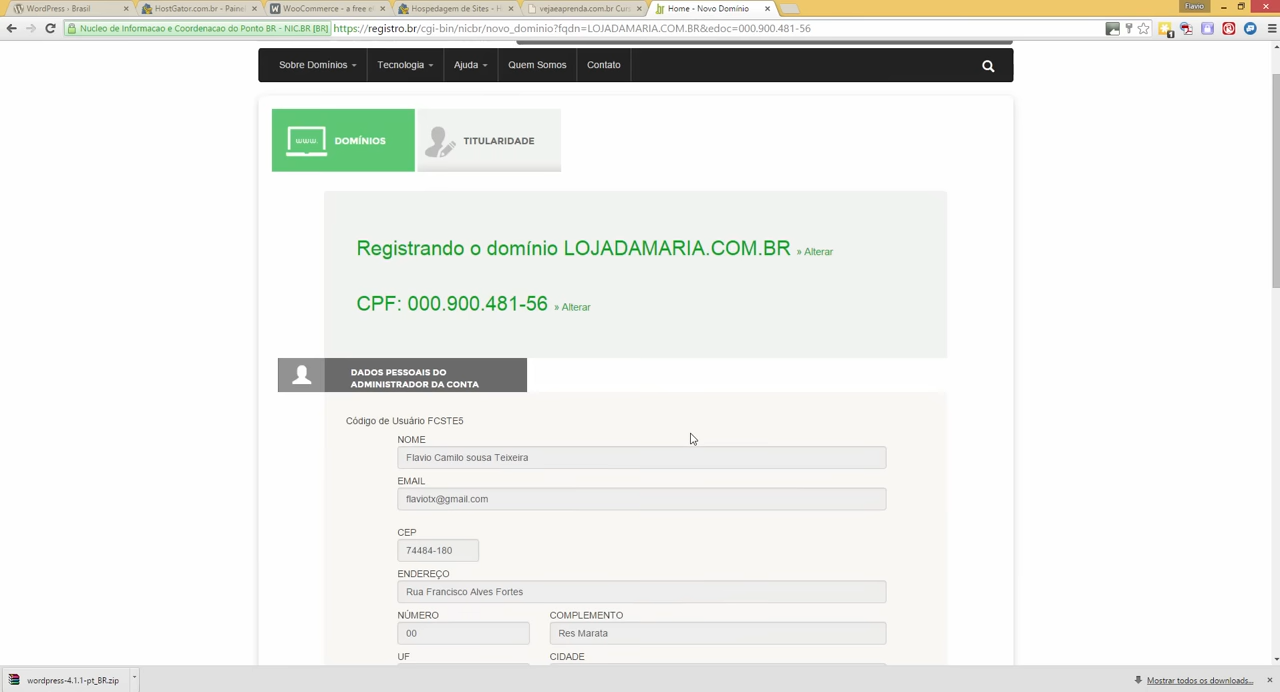 WordPress - Brasil
HostGator.com.br - Paine
WooCommerce - a free e
Hospedagem de Sites - H
vejaeaprenda.com.br Cur
Home - Novo Domínio
Flavio
Nucleo de Informacao e Coordenacao do Ponto BR - NIC.BR [BR]
https://registro.br/cgi-bin/nicbr/novo_dominio?fqdn=LOJADAMARIA.COM.BR&edoc=000.900.481-56
Sobre Domínios
Tecnologia
Ajuda
Quem Somos
Contato
www.
DOMÍNIOS
TITULARIDADE
Registrando o domínio LOJADAMARIA.COM.BR » Alterar
CPF: 000.900.481-56 » Alterar
DADOS PESSOAIS DO
ADMINISTRADOR DA CONTA
Código de Usuário FCSTE5
NOME
Flavio Camilo sousa Teixeira
EMAIL
flaviotx@gmail.com
CEP
74484-180
ENDEREÇO
Rua Francisco Alves Fortes
NÚMERO
COMPLEMENTO
00
Res Marata
UF
CIDADE
wordpress-4.1.1-pt_BR.zip
Mostrar todos os downloads...